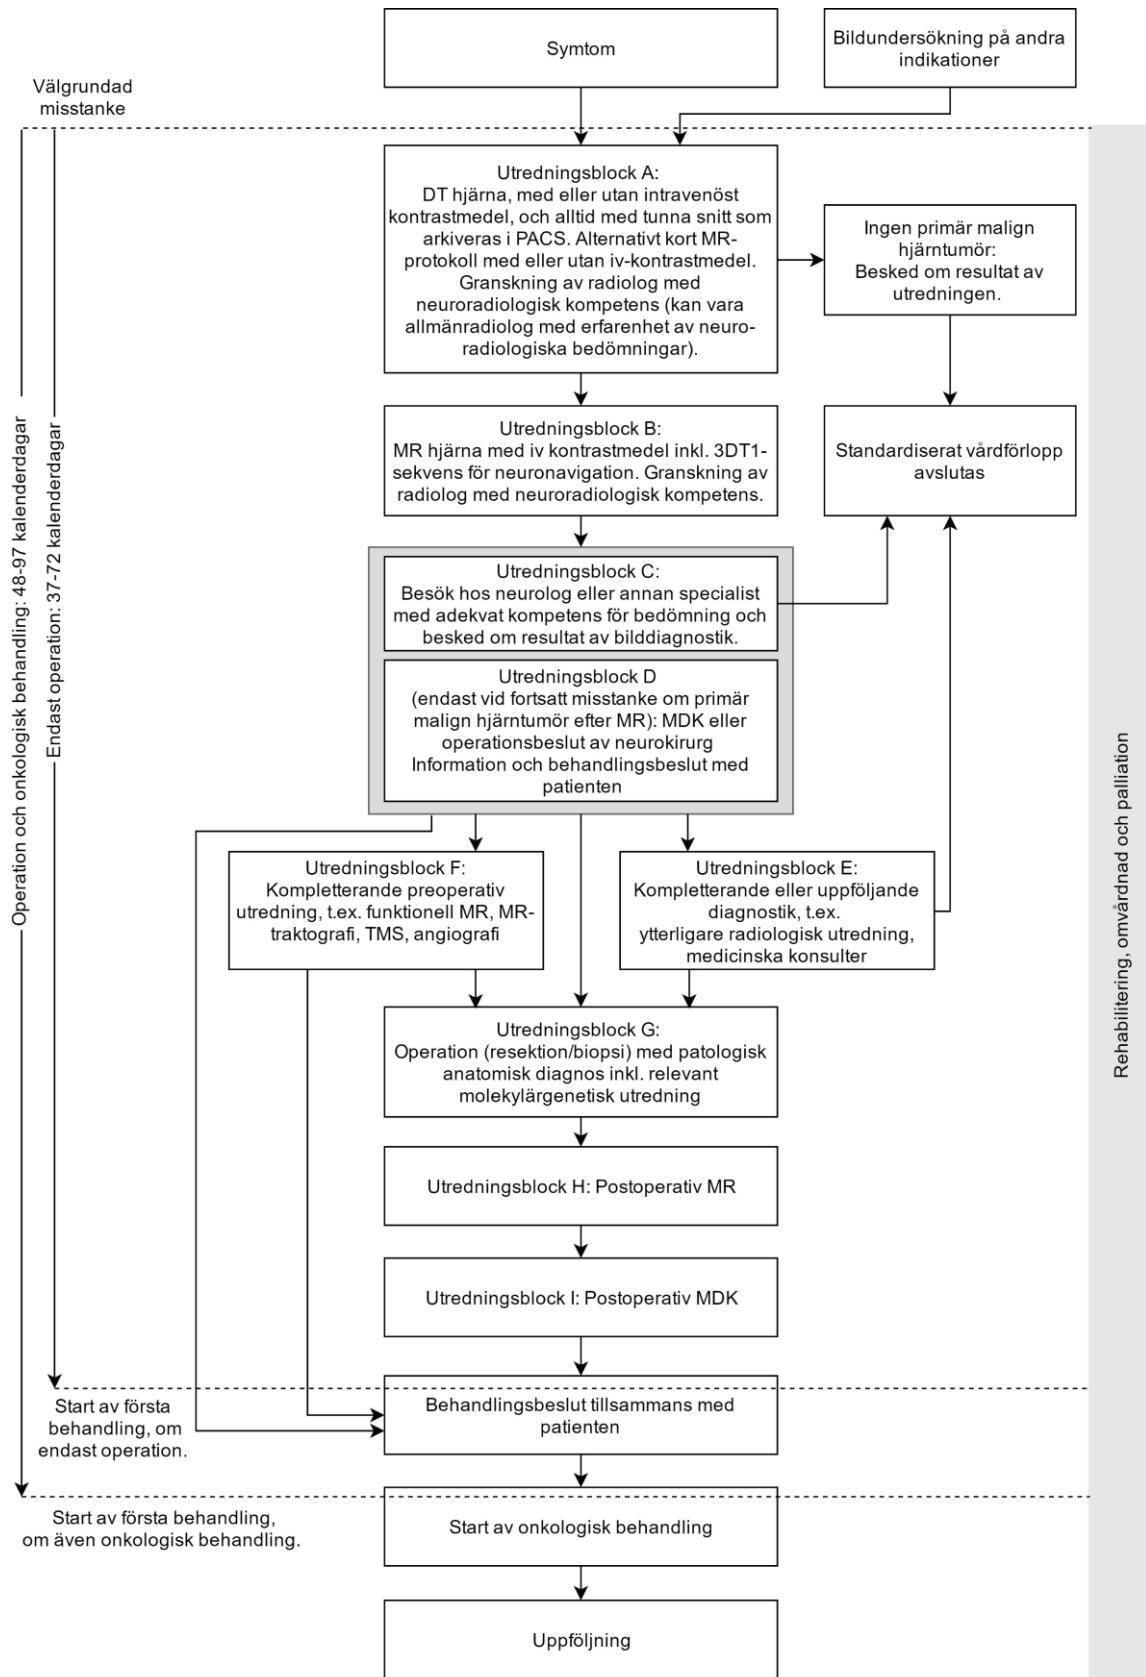 Symtom
Bildundersökning på andra
indikationer
Välgrundad
misstanke
Utredningsblock A:
DT hjärna, med eller utan intravenöst
kontrastmedel, och alltid med tunna snitt som
arkiveras i PACS. Alternativt kort MR-
protokoll med eller utan iv-kontrastmedel.
Granskning av radiolog med
neuroradiologisk kompetens (kan vara
allmänradiolog med erfarenhet av neuro-
radiologiska bedömningar).
Ingen primär malign
hjärntumör:
Besked om resultat av
utredningen.
Utredningsblock B:
MR hjärna med iv kontrastmedel inkl. 3DT1-
sekvens för neuronavigation. Granskning av
radiolog med neuroradiologisk kompetens.
Standardiserat vårdförlopp
avslutas
Utredningsblock C:
Besök hos neurolog eller annan specialist
med adekvat kompetens för bedömning och
besked om resultat av bilddiagnostik.
Utredningsblock D
(endast vid fortsatt misstanke om primär
malign hjärntumör efter MR): MDK eller
operationsbeslut av neurokirurg
Information och behandlingsbeslut med
patienten
Operation och onkologisk behandling: 48-97 kalenderdagar
Endast operation: 37-72 kalenderdagar
Rehabilitering, omvårdnad och palliation
Utredningsblock F:
Kompletterande preoperativ
utredning, t.ex. funktionell MR, MR-
traktografi, TMS, angiografi
Utredningsblock E:
Kompletterande eller uppföljande
diagnostik, t.ex.
ytterligare radiologisk utredning,
medicinska konsulter
Utredningsblock G:
Operation (resektion/biopsi) med patologisk
anatomisk diagnos inkl. relevant
molekylärgenetisk utredning
Utredningsblock H: Postoperativ MR
Utredningsblock I: Postoperativ MDK
Behandlingsbeslut tillsammans med
patienten
Start av första
behandling, om
endast operation.
Start av första behandling,
om även onkologisk behandling.
Start av onkologisk behandling
Uppföljning